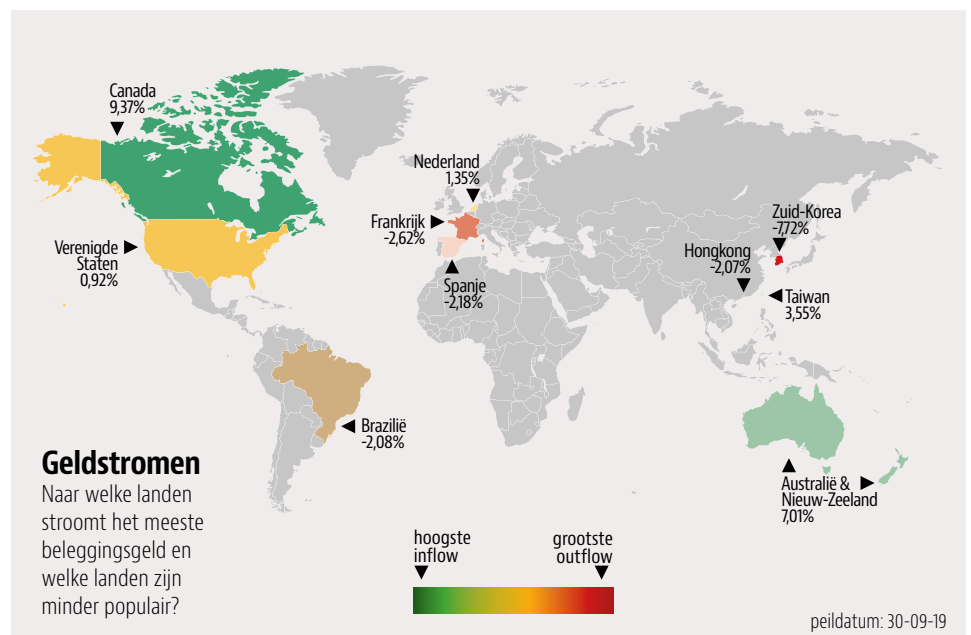 Canada
9,37%
Nederland
1,35%
Frankrijk
-2,62%
Zuid-Korea
-7,72%
Hongkong
-2,07%
Verenigde
Staten
0,92%
Spanje
-2,18%
Taiwan
3,55%
Brazilië
-2,08%
Australië &
Nieuw-Zeeland
7,01%
Geldstromen
Naar welke landen
stroomt het meeste
beleggingsgeld en
welke landen zijn
minder populair?
hoogste
inflow
grootste
outflow
peildatum: 30-09-19